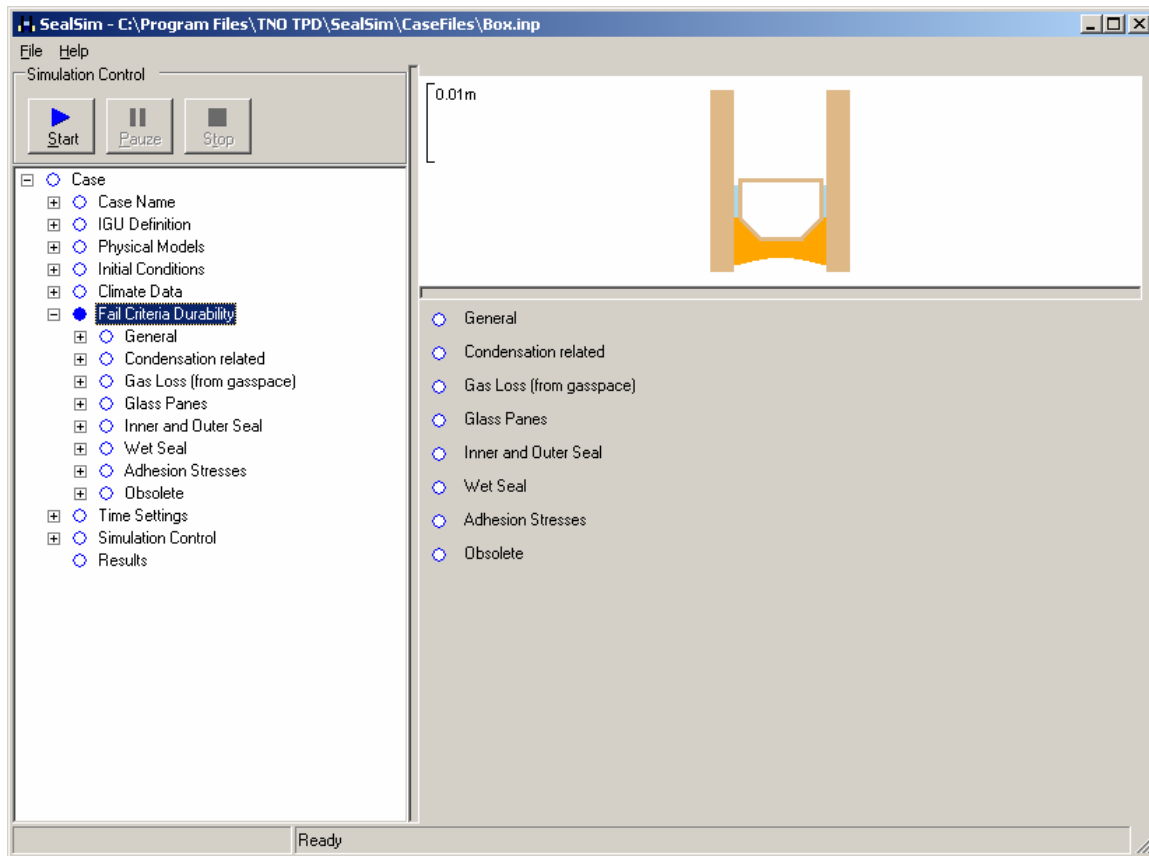 SealSim - C:\Program Files\TNO TPD\SealSim\CaseFiles\Box.inp
File Help
Simulation Control
Start Pauze Stop
0.01m
Case
Case Name
IGU Definition
Physical Models
Initial Conditions
Climate Data
Fail Criteria Durability
General
Condensation related
Gas Loss (from gasspace)
Glass Panes
Inner and Outer Seal
Wet Seal
Adhesion Stresses
Obsolete
Time Settings
Simulation Control
Results
General
Condensation related
Gas Loss (from gasspace)
Glass Panes
Inner and Outer Seal
Wet Seal
Adhesion Stresses
Obsolete
Ready